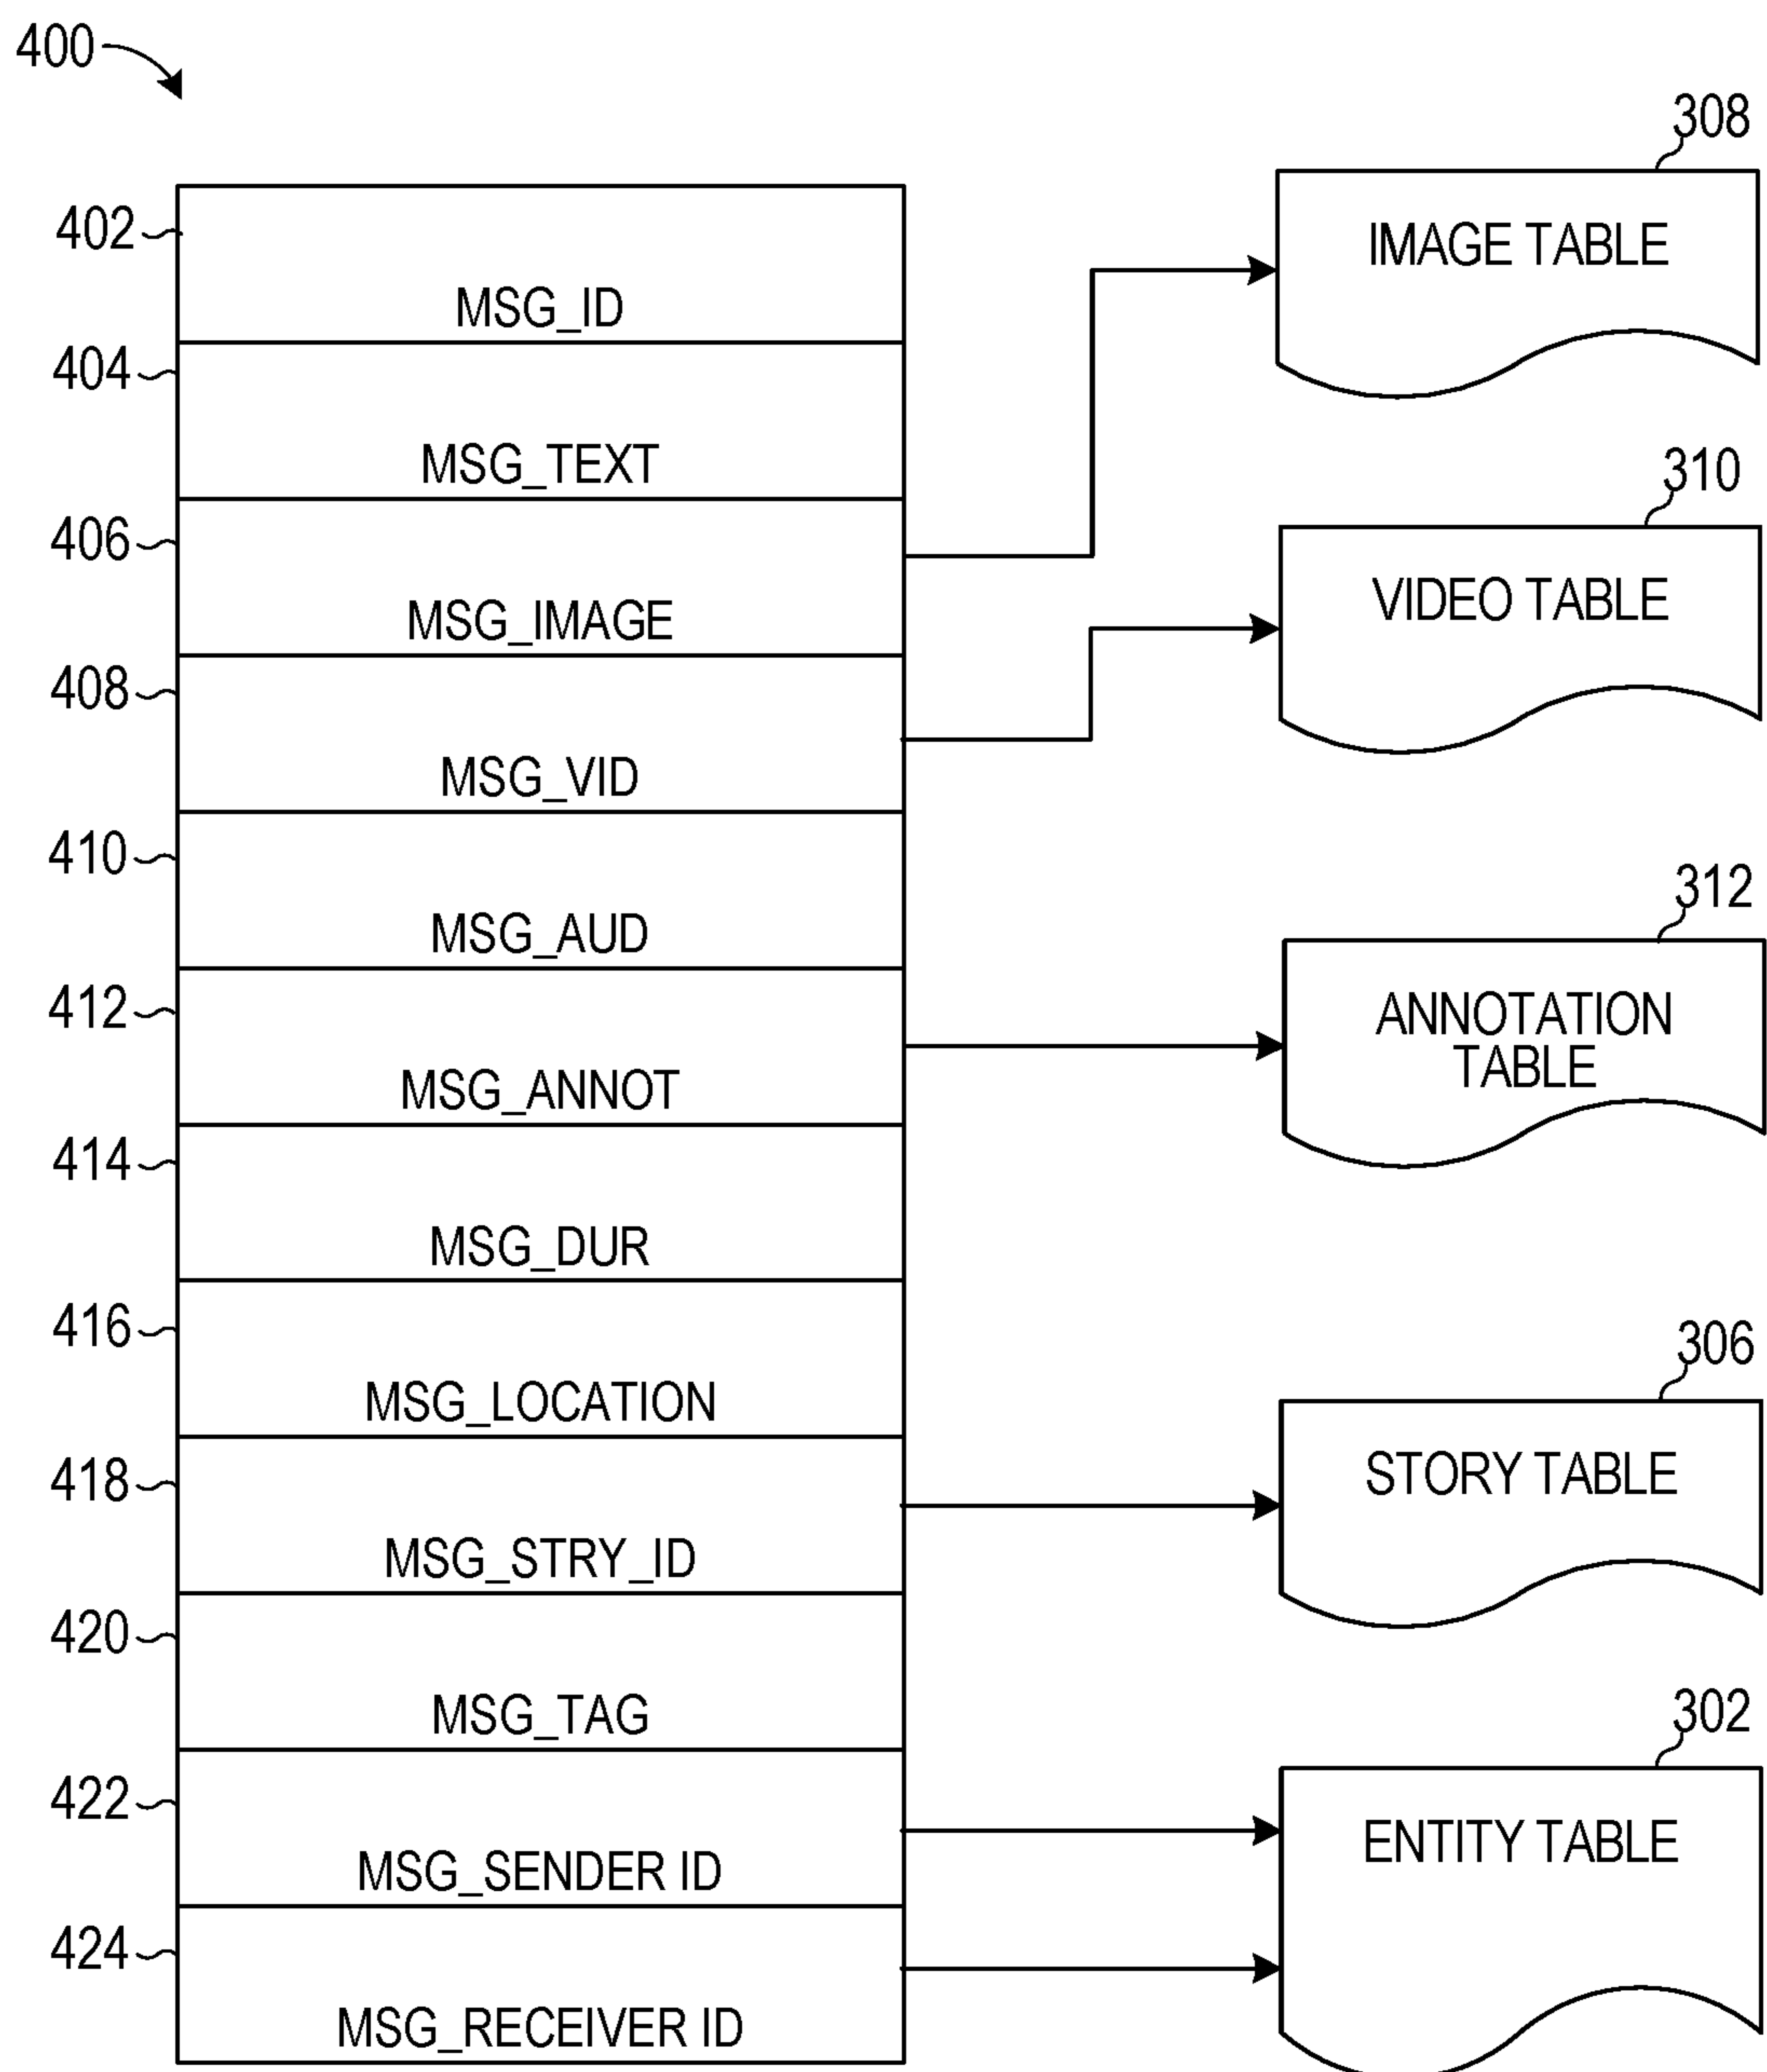 400
402
MSG_ID
404
MSG_TEXT
406
MSG_IMAGE
408
MSG_VID
410
MSG_AUD
412
MSG_ANNOT
414
MSG_DUR
416
MSG_LOCATION
418
MSG_STRY_ID
420
MSG_TAG
422
MSG_SENDER ID
424
MSG_RECEIVER ID
308
IMAGE TABLE
310
VIDEO TABLE
312
ANNOTATION
TABLE
306
STORY TABLE
302
ENTITY TABLE